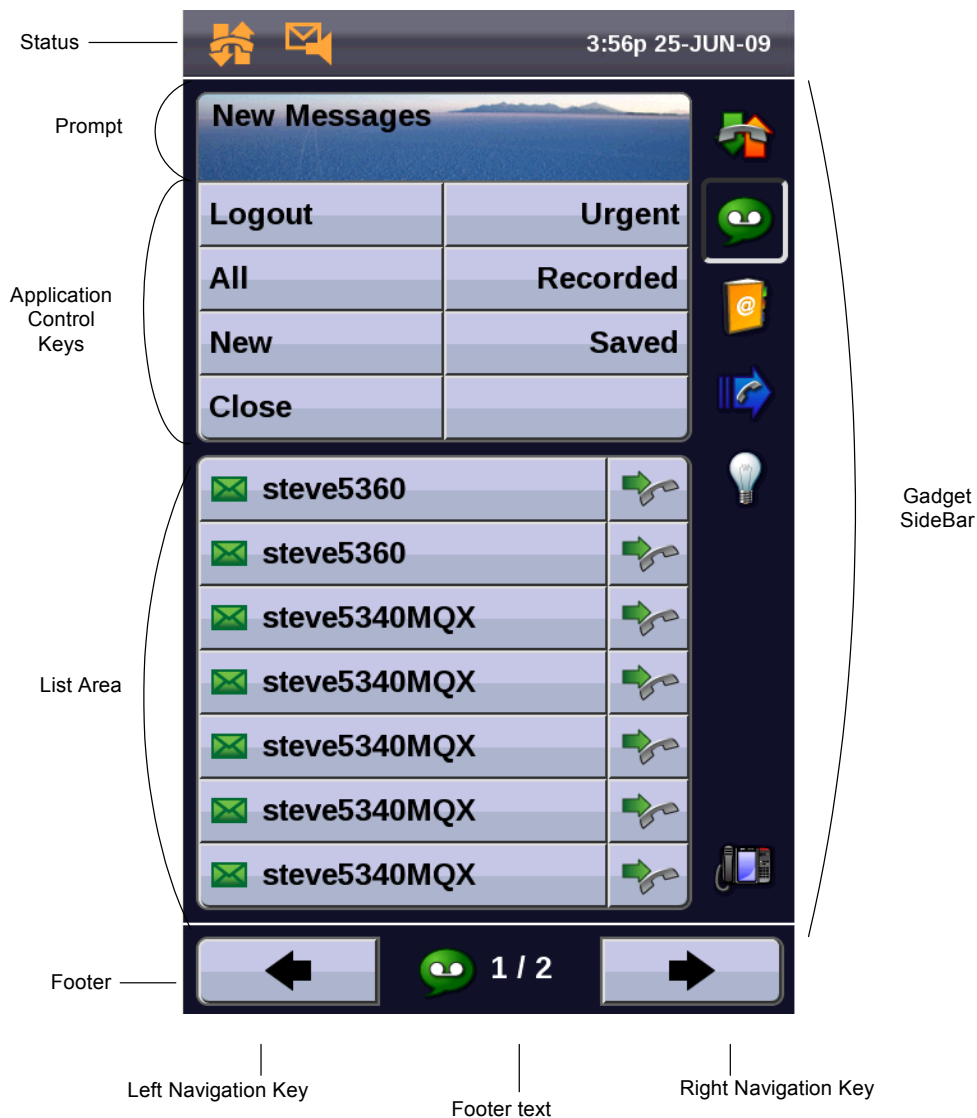 Status
3:56p 25-JUN-09
Prompt
New Messages
Logout
Urgent
All
Recorded
Application
Control
Keys
New
Saved
Close
steve5360
steve5360
Gadget
SideBar
steve5340MQX
List Area
steve5340MQX
steve5340MQX
steve5340MQX
steve5340MQX
Footer
1 / 2
Left Navigation Key
Footer text
Right Navigation Key